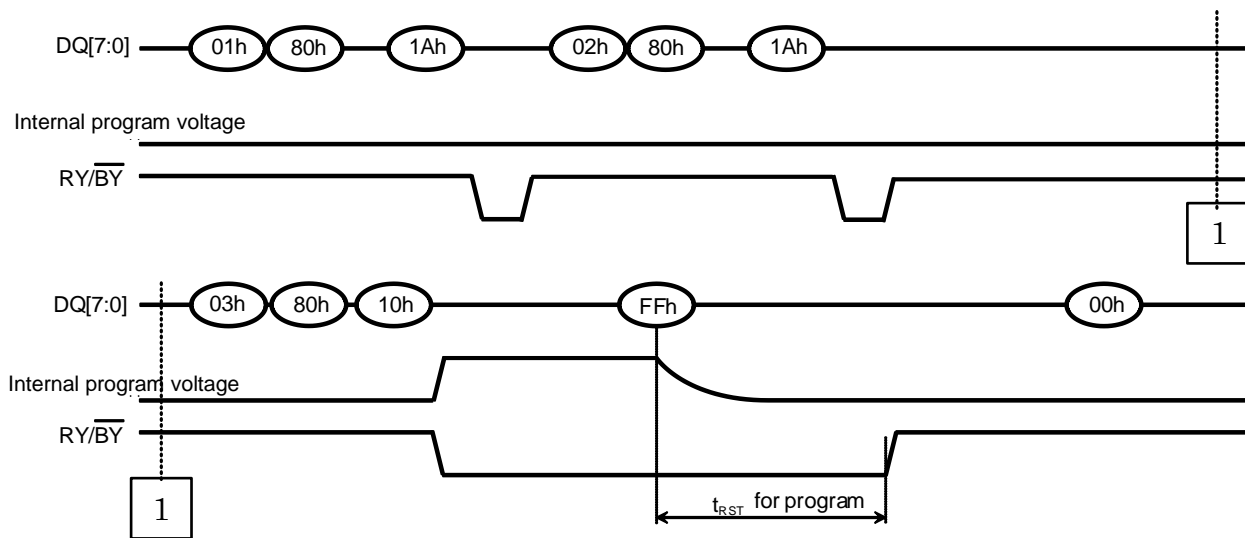 DQ[7:0] 01h 80h 1Ah 02h 80h 1Ah
Internal program voltage
RY/BY
1
DQ[7:0] 03h 80h 10h FFh 00h
Internal program voltage
RY/BY
1
tRST for program